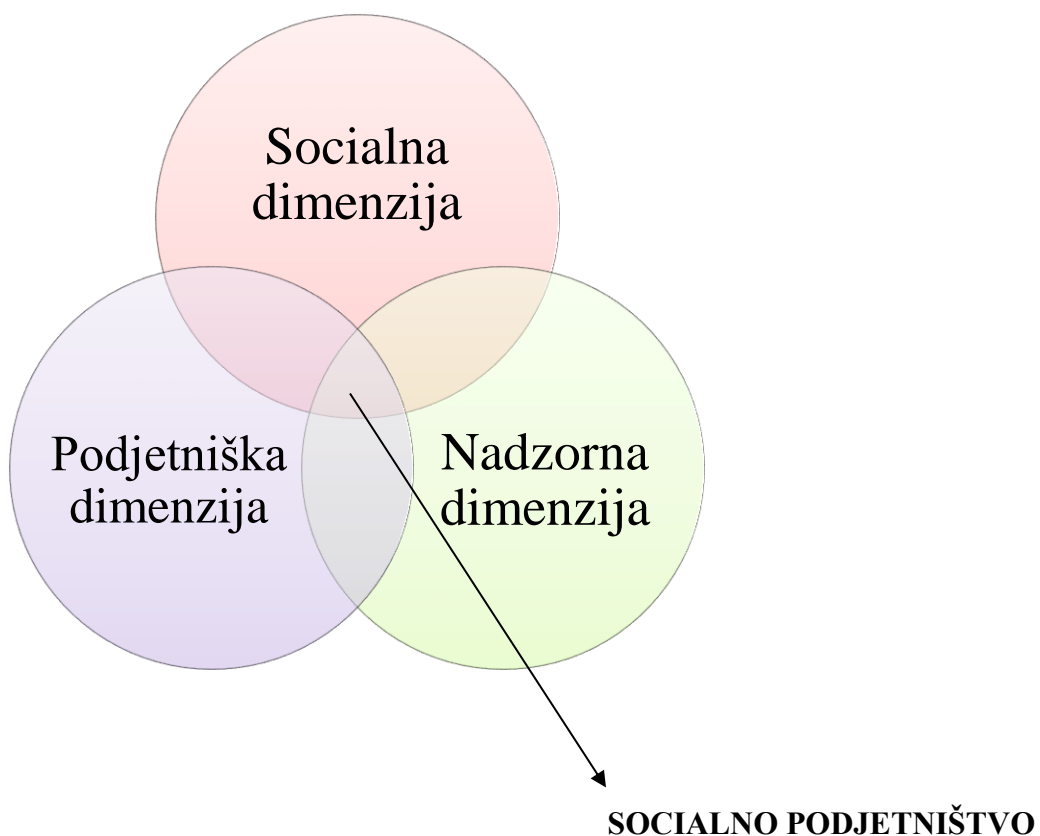 Socialna
dimenzija
Podjetniška
dimenzija
Nadzorna
dimenzija
SOCIALNO PODJETNIŠTVO